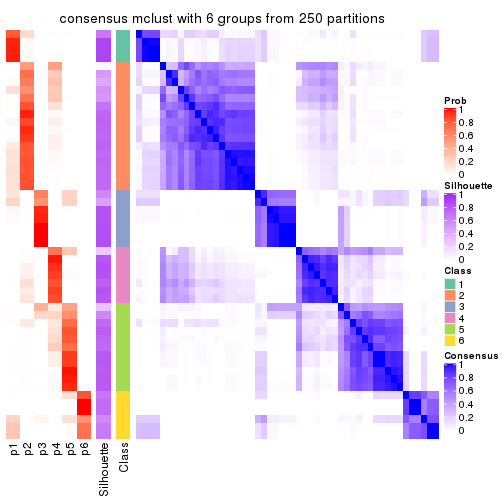 consensus mclust with 6 groups from 250 partitions
Prob
1
0.8
0.6
0.4
0.2
0
Silhouette
1
0.8
0.6
0.4
0.2
0
Class
1
2
3
4
5
6
Consensus
1
0.8
0.6
0.4
0.2
0
p1
p2
p3
p4
p5
p6
Silhouette
Class